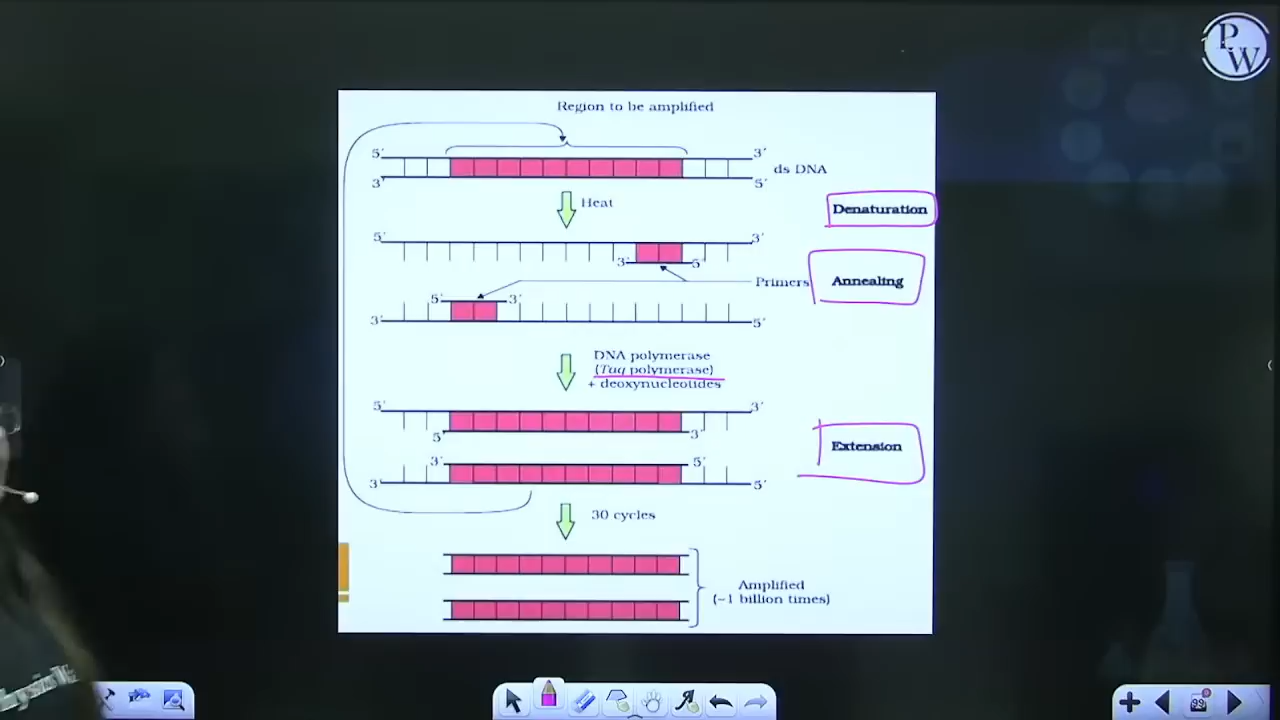 P
W
Region to be amplified
5′ 3′
ds DNA
3′ 5′
Heat
Denaturation
5′ 3′
3′ 5′
Primers
Annealing
5′ 3′
3′ 5′
DNA polymerase
(Taq polymerase)
+ deoxynucleotides
5′ 3′
5′ 3′
Extension
3′ 5′
3′ 5′
30 cycles
Amplified
(~1 billion times)
99